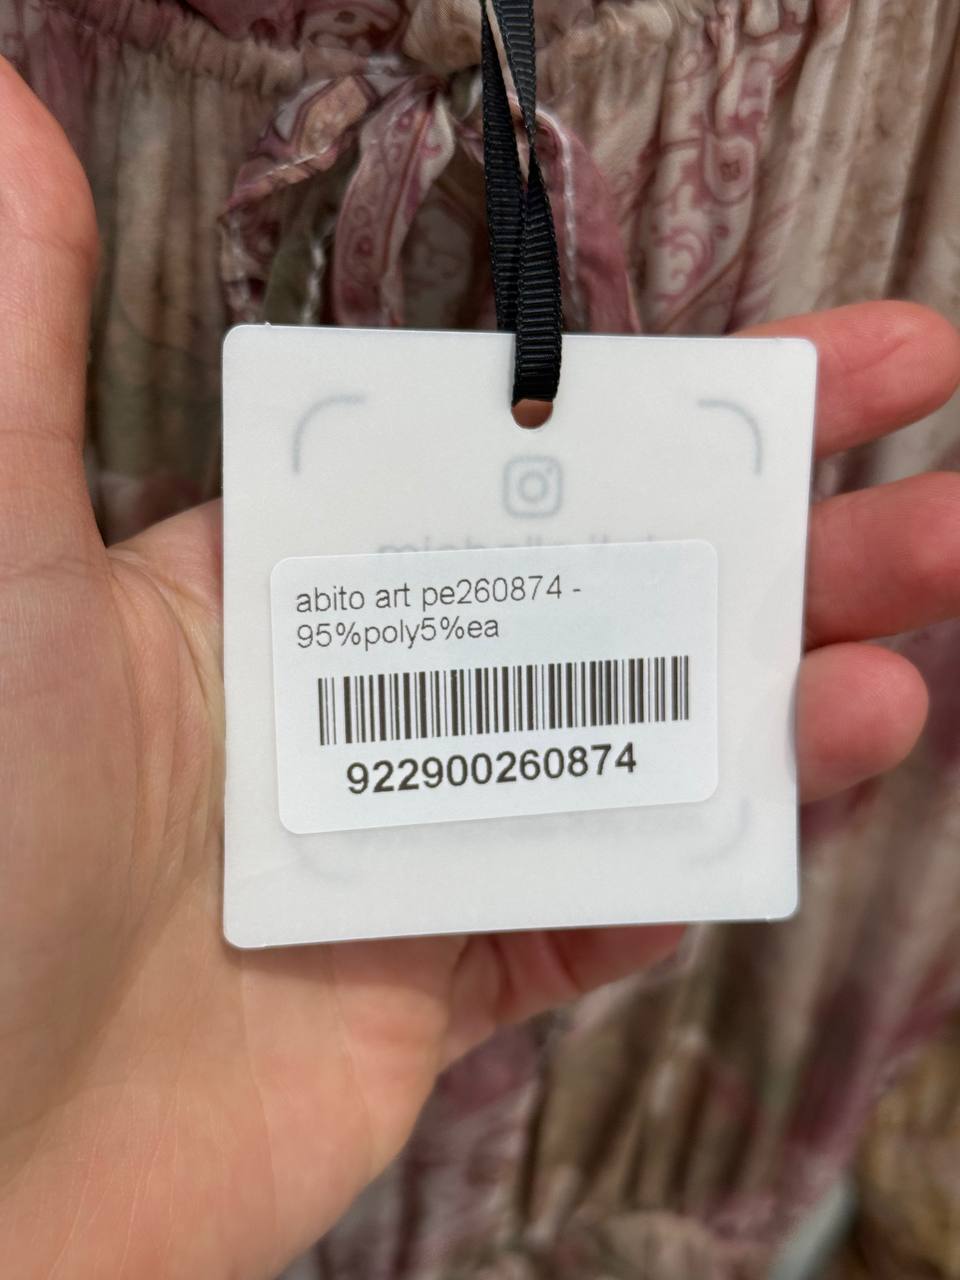 abito art pe260874 -
95%poly5%ea
922900260874